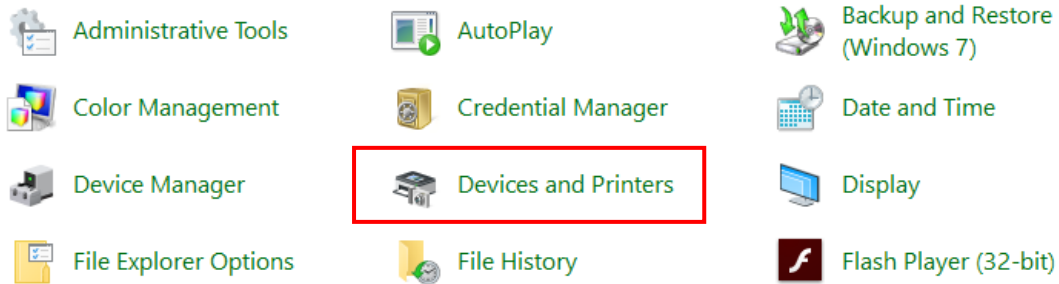 Administrative Tools
AutoPlay
Backup and Restore
(Windows 7)
Color Management
Credential Manager
Date and Time
Device Manager
Devices and Printers
Display
File Explorer Options
File History
Flash Player (32-bit)